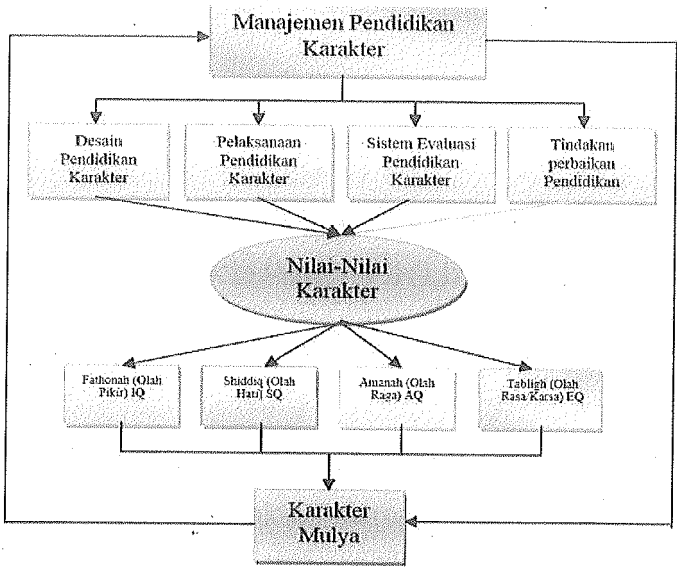 Manajemen Pendidikan
Karakter
Desain
Pendidikan
Karakter
Pelaksanaan
Pendidikan
Karakter
Sistem Evaluasi
Pendidikan
Karakter
Tindakan
perbaikan
Pendidikan
Nilai-Nilai
Karakter
Fathonah (Olah
Pikir) IQ
Shiddiq (Olah
Hati) SQ
Amanah (Olah
Raga) AQ
Tabligh (Olah
Rasa/Karsa) EQ
Karakter
Mulya